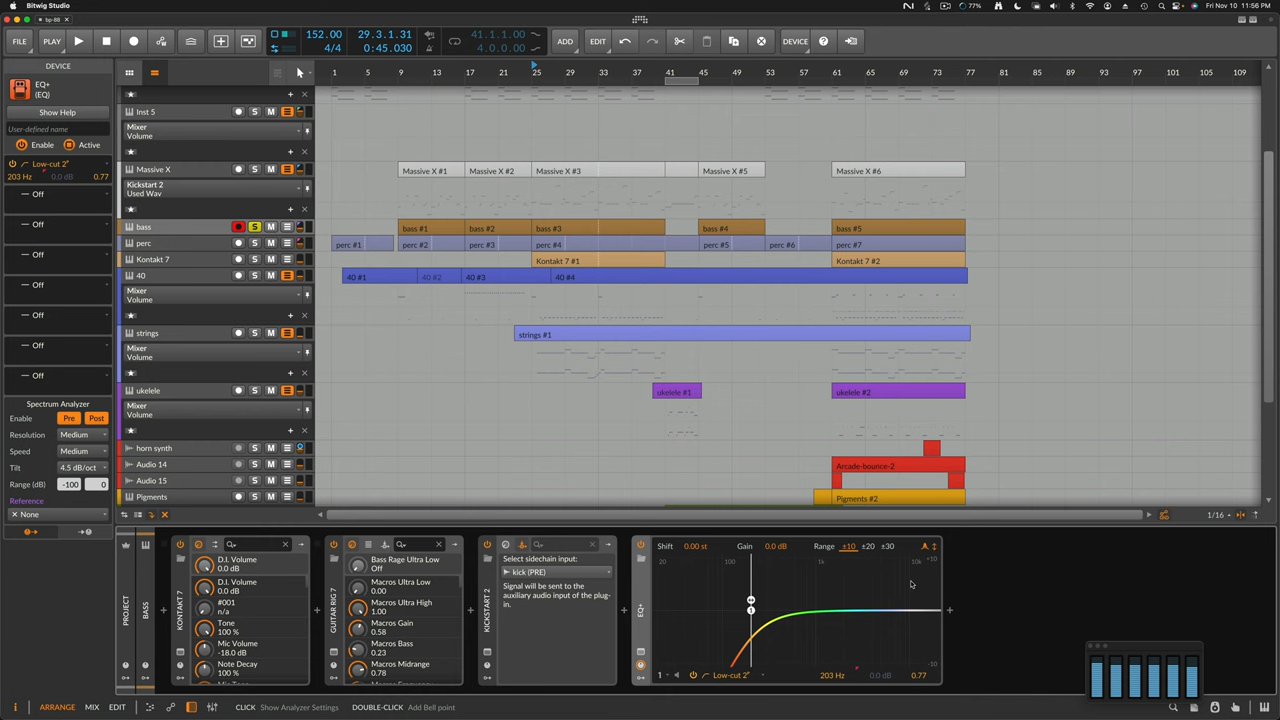 Bitwig Studio
77%
Fri Nov 10 11:56 PM
bp-88
FILE
PLAY
152.00
4/4
29.3.1.31
0:45.030
41.1.1.00
4.0.0.00
ADD
EDIT
DEVICE
DEVICE
EQ+
(EQ)
Show Help
User-defined name
Enable
Active
Low-cut 2
203 Hz 0.0 dB 0.77
Off
Off
Off
Off
Off
Off
Off
Spectrum Analyzer
Enable Pre Post
Resolution Medium
Speed Medium
Tilt 4.5 dB/oct
Range (dB) -100 0
Reference
None
1 5 9 13 17 21 25 29 33 37 41 45 49 53 57 61 65 69 73 77 81 85 89 93 97 101 105 109
Inst 5
Mixer
Volume
Massive X
Massive X #1 Massive X #2 Massive X #3 Massive X #5 Massive X #6
Kickstart 2
Used Wav
bass S M
bass #1 bass #2 bass #3 bass #4 bass #5
perc S M
perc #1 perc #2 perc #3 perc #4 perc #5 perc #6 perc #7
Kontakt 7 S M
Kontakt 7 #1 Kontakt 7 #2
40 S M
40 #1 40 #2 40 #3 40 #4
Mixer
Volume
strings S M
strings #1
Mixer
Volume
ukelele S M
ukelele #1 ukelele #2
Mixer
Volume
horn synth S M
Audio 14 S M
Arcade-bounce-2
Audio 15 S M
Pigments S M
Pigments #2
1/16
PROJECT
BASS
KONTAKT 7
D.I. Volume
0.0 dB
D.I. Volume
0.0 dB
#001
n/a
Tone
100 %
Mic Volume
-18.0 dB
Note Decay
100 %
GUITAR RIG 7
Bass Rage Ultra Low
Off
Macros Ultra Low
0.00
Macros Ultra High
1.00
Macros Gain
0.58
Macros Bass
0.23
Macros Midrange
0.78
KICKSTART 2
Select sidechain input:
kick (PRE)
Signal will be sent to the
auxiliary audio input of the plug-
in.
EQ+
Shift 0.00 st Gain 0.0 dB Range ±10 ±20 ±30
20 100 1k 10k +10
1
-10
1 Low-cut 2 203 Hz 0.0 dB 0.77
ARRANGE MIX EDIT
CLICK Show Analyzer Settings DOUBLE-CLICK Add Bell point